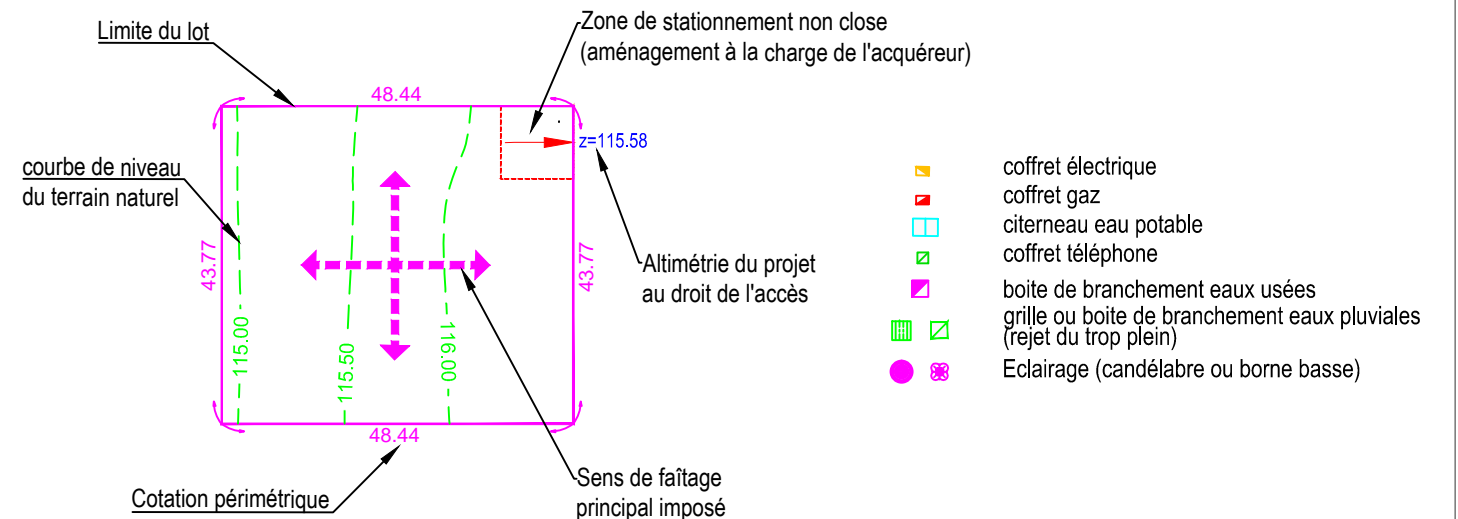 Limite du lot
Zone de stationnement non close
(aménagement à la charge de l'acquéreur)
48.44
z=115.58
courbe de niveau
du terrain naturel
43.77
43.77
115.00
115.50
116.00
Altimétrie du projet
au droit de l'accès
48.44
Cotation périmétrique
Sens de faîtage
principal imposé
coffret électrique
coffret gaz
citerneau eau potable
coffret téléphone
boite de branchement eaux usées
grille ou boite de branchement eaux pluviales
(rejet du trop plein)
Eclairage (candélabre ou borne basse)